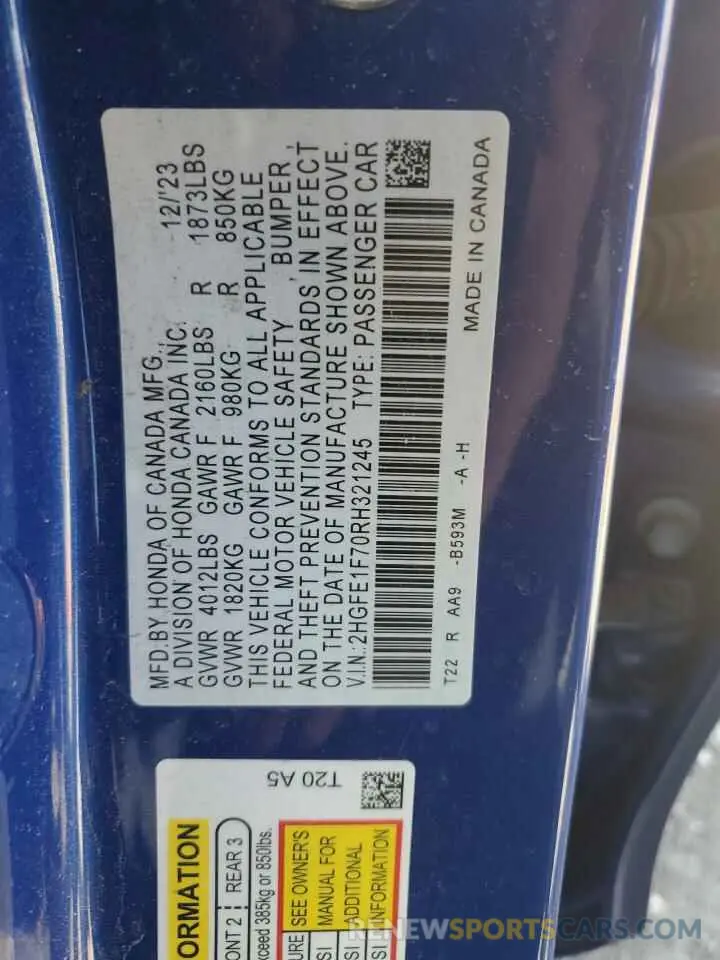 MFD.BY HONDA OF CANADA MFG., 12/'23
A DIVISION OF HONDA CANADA INC.
GVWR 4012LBS GAWR F 2160LBS R 1873LBS
GVWR 1820KG GAWR F 980KG R 850KG
THIS VEHICLE CONFORMS TO ALL APPLICABLE
FEDERAL MOTOR VEHICLE SAFETY , BUMPER ,
AND THEFT PREVENTION STANDARDS IN EFFECT
ON THE DATE OF MANUFACTURE SHOWN ABOVE.
V.I.N.:2HGFE1F70RH321245 TYPE: PASSENGER CAR
T22 R AA9 -B593M -A -H MADE IN CANADA
T20 A5
ORMATION
ONT 2 REAR 3
xceed 385kg or 850lbs.
URE SEE OWNER'S
SI MANUAL FOR
SI ADDITIONAL
SI INFORMATION
RENEWSPORTSCARS.COM